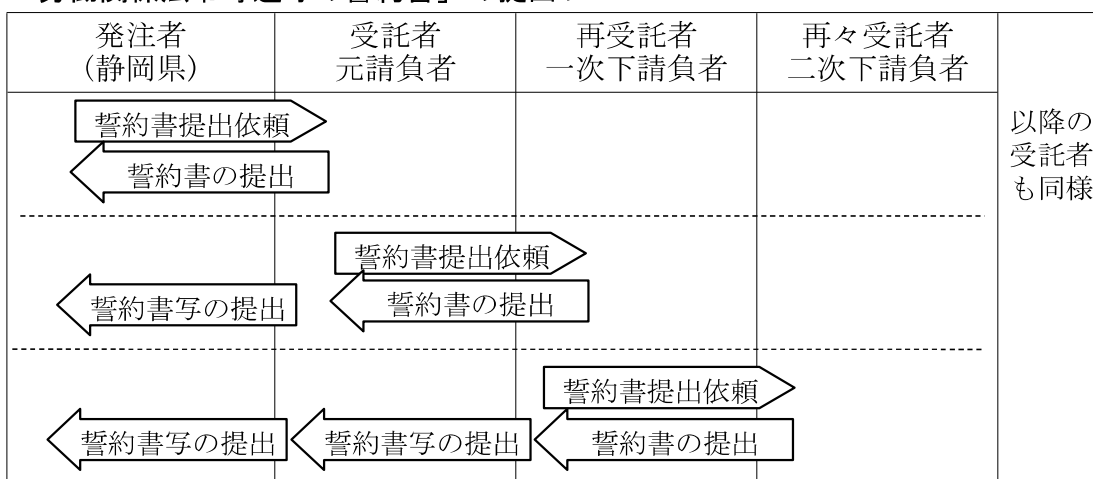 発注者
(静岡県)
受託者
元請負者
再受託者
一次下請負者
再々受託者
二次下請負者
以降の
受託者
も同様
誓約書提出依頼
誓約書の提出
誓約書提出依頼
誓約書写の提出
誓約書の提出
誓約書提出依頼
誓約書写の提出
誓約書写の提出
誓約書の提出